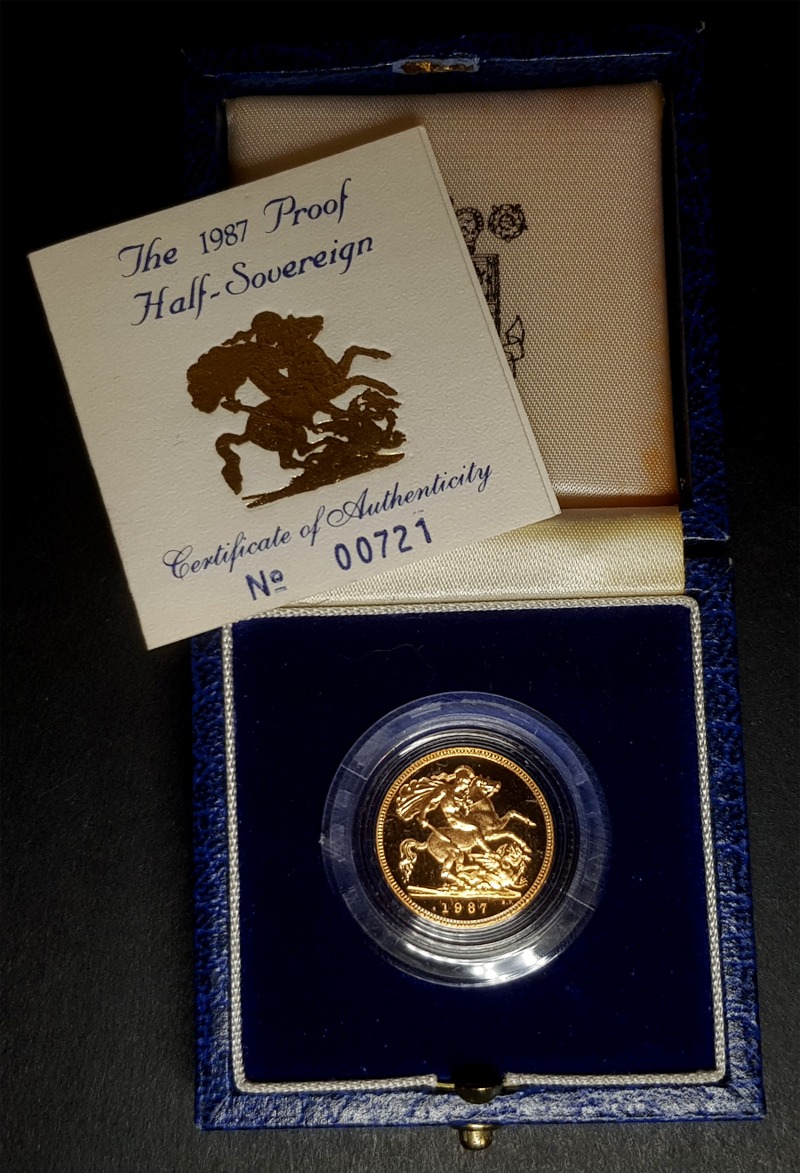 The 1987 Proof
Half-Sovereign
Certificate of Authenticity
Nº 00721
1987